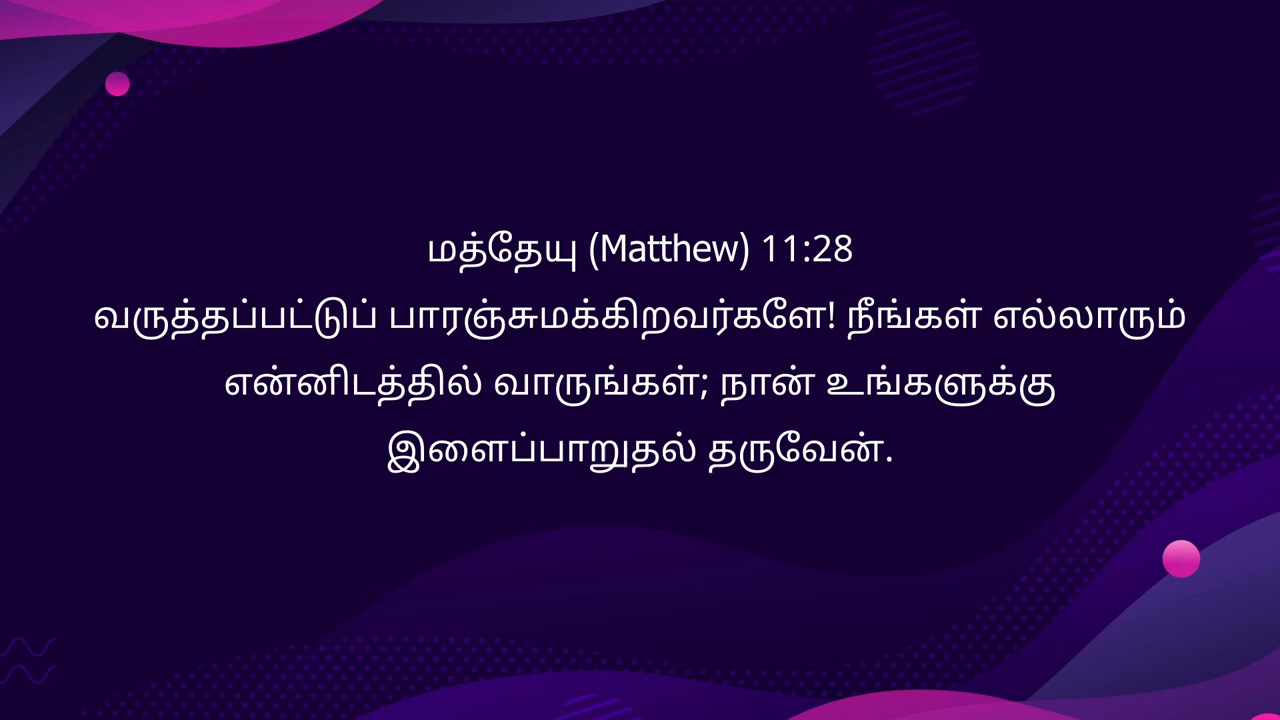 மத்தேயு (Matthew) 11:28
வருத்தப்பட்டுப் பாரஞ்சுமக்கிறவர்களே! நீங்கள் எல்லாரும்
என்னிடத்தில் வாருங்கள்; நான் உங்களுக்கு
இளைப்பாறுதல் தருவேன்.